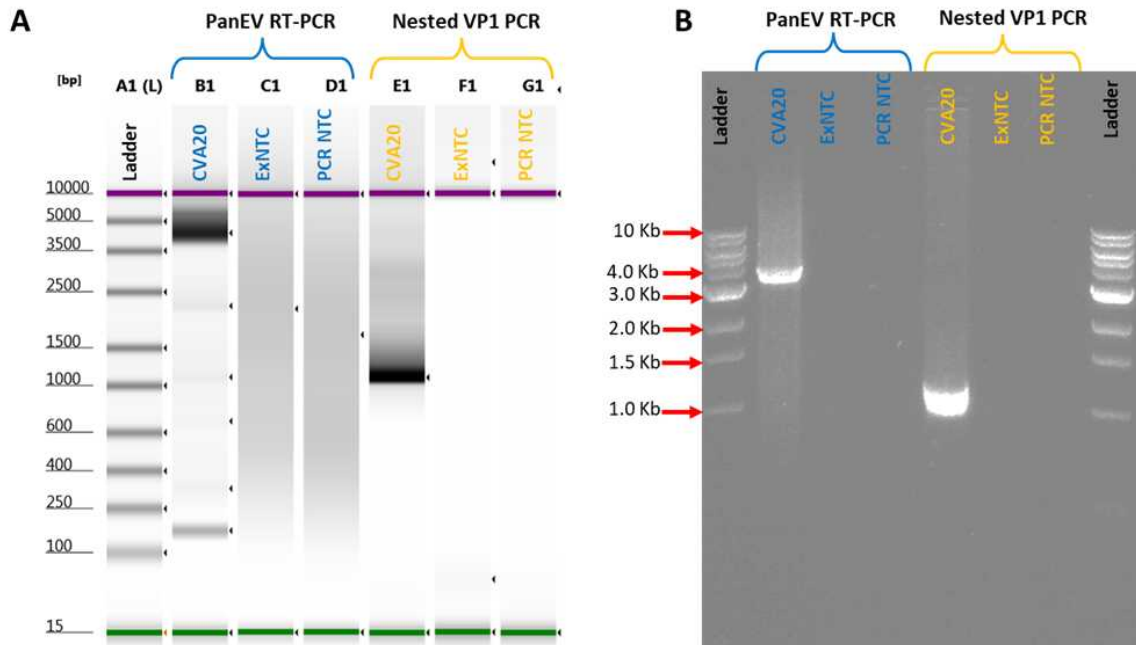 A
PanEV RT-PCR
Nested VP1 PCR
[bp]
A1 (L)
B1
C1
D1
E1
F1
G1
Ladder
CVA20
ExNTC
PCR NTC
CVA20
ExNTC
PCR NTC
10000
5000
3500
2500
1500
1000
600
400
250
100
15
B
PanEV RT-PCR
Nested VP1 PCR
Ladder
CVA20
ExNTC
PCR NTC
CVA20
ExNTC
PCR NTC
Ladder
10 Kb
4.0 Kb
3.0 Kb
2.0 Kb
1.5 Kb
1.0 Kb